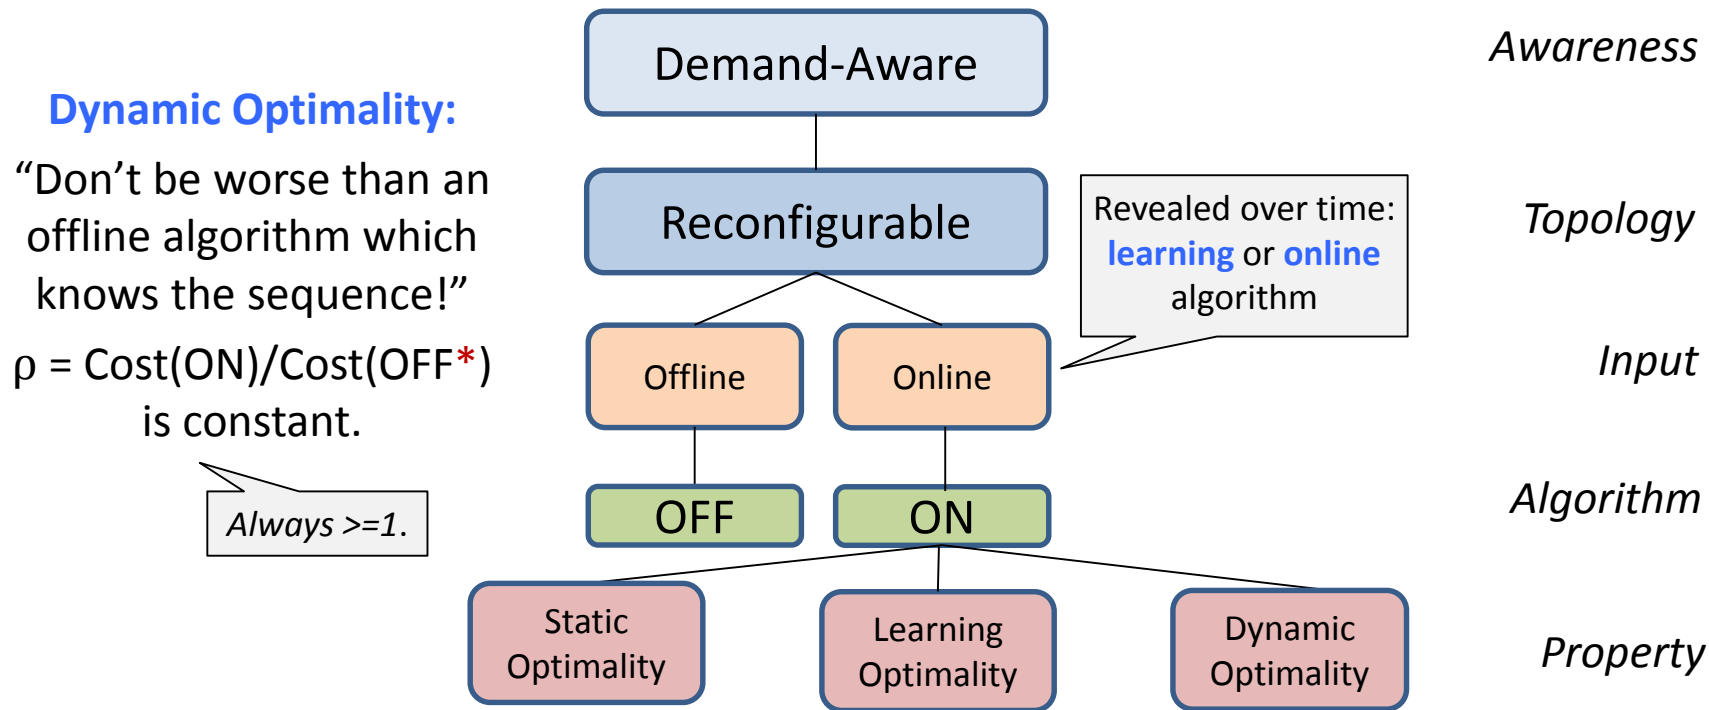 Dynamic Optimality:
“Don’t be worse than an
offline algorithm which
knows the sequence!”
ρ = Cost(ON)/Cost(OFF*)
is constant.
Always >=1.
Demand-Aware
Reconfigurable
Revealed over time:
learning or online
algorithm
Offline
Online
OFF
ON
Static
Optimality
Learning
Optimality
Dynamic
Optimality
Awareness
Topology
Input
Algorithm
Property